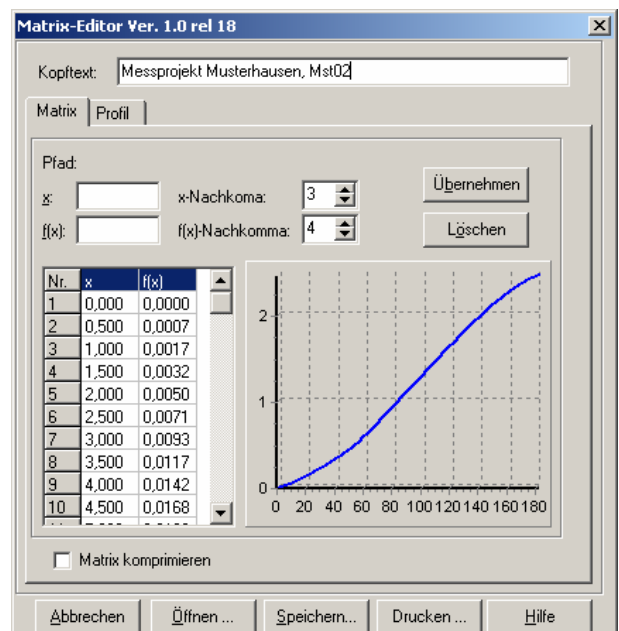 Matrix-Editor Ver. 1.0 rel 18
Kopftext: Messprojekt Musterhausen, Mst02
Matrix Profil
Pfad:
x: x-Nachkoma: 3 Übernehmen
f(x): f(x)-Nachkomma: 4 Löschen
Nr. x f(x)
1 0,000 0,0000
2 0,500 0,0007
3 1,000 0,0017
4 1,500 0,0032
5 2,000 0,0050
6 2,500 0,0071
7 3,000 0,0093
8 3,500 0,0117
9 4,000 0,0142
10 4,500 0,0168
2
1
0
0 20 40 60 80 100 120 140 160 180
Matrix komprimieren
Abbrechen Öffnen ... Speichern... Drucken ... Hilfe